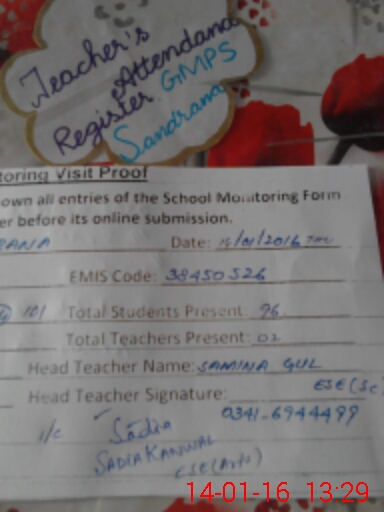 Teacher's
Attendance
Register GMPS
Sandrana
toring Visit Proof
own all entries of the School Monitoring Form
er before its online submission.
RANA Date: 14/01/2016
EMIS Code: 38450526
101 Total Students Present: 96
Total Teachers Present: 02
Head Teacher Name: SAMINA GUL
Head Teacher Signature: ESE (Sc
0341-6944499
i/c Sadia
SADIA KANWAL
ESE (Arts)
14-01-16 13:29